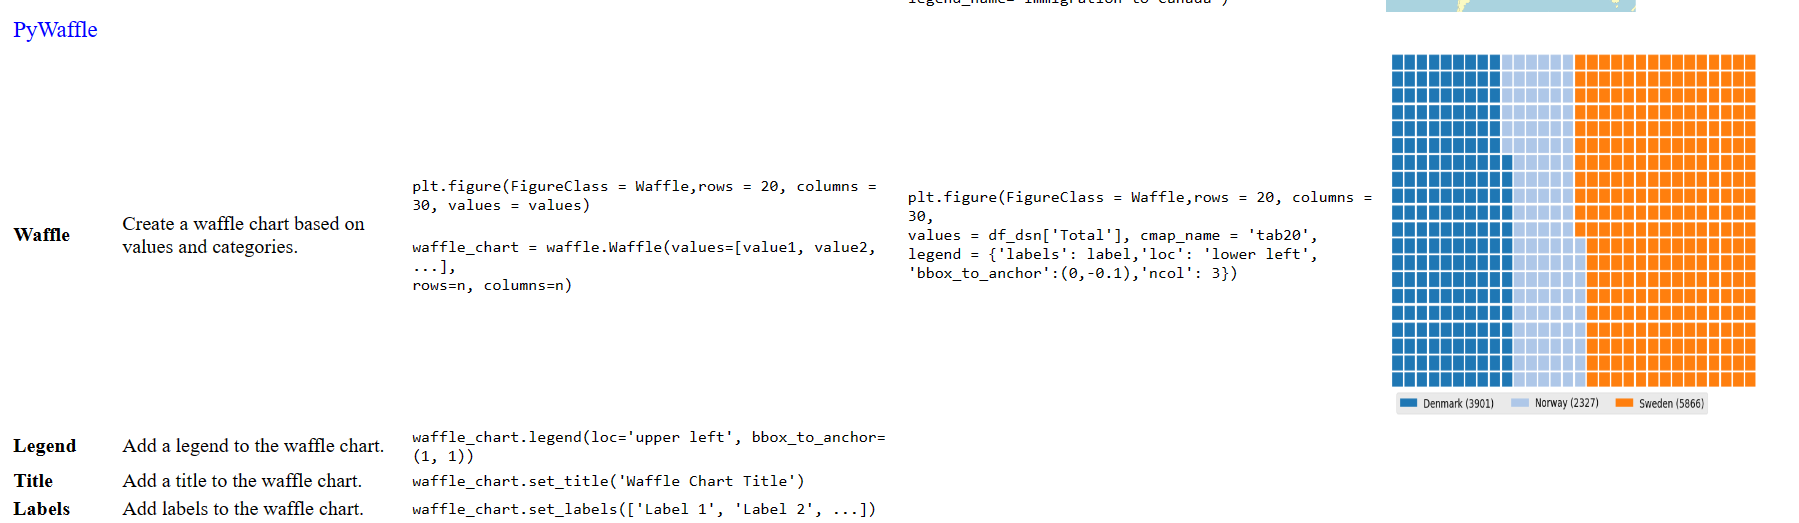 legend_name='Immigration to Canada')
PyWaffle
Waffle
Create a waffle chart based on
values and categories.
plt.figure(FigureClass = Waffle,rows = 20, columns =
30, values = values)
waffle_chart = waffle.Waffle(values=[value1, value2,
...],
rows=n, columns=n)
plt.figure(FigureClass = Waffle,rows = 20, columns =
30,
values = df_dsn['Total'], cmap_name = 'tab20',
legend = {'labels': label,'loc': 'lower left',
'bbox_to_anchor':(0,-0.1),'ncol': 3})
Denmark (3901) Norway (2327) Sweden (5866)
Legend
Add a legend to the waffle chart.
waffle_chart.legend(loc='upper left', bbox_to_anchor=
(1, 1))
Title
Add a title to the waffle chart.
waffle_chart.set_title('Waffle Chart Title')
Labels
Add labels to the waffle chart.
waffle_chart.set_labels(['Label 1', 'Label 2', ...])